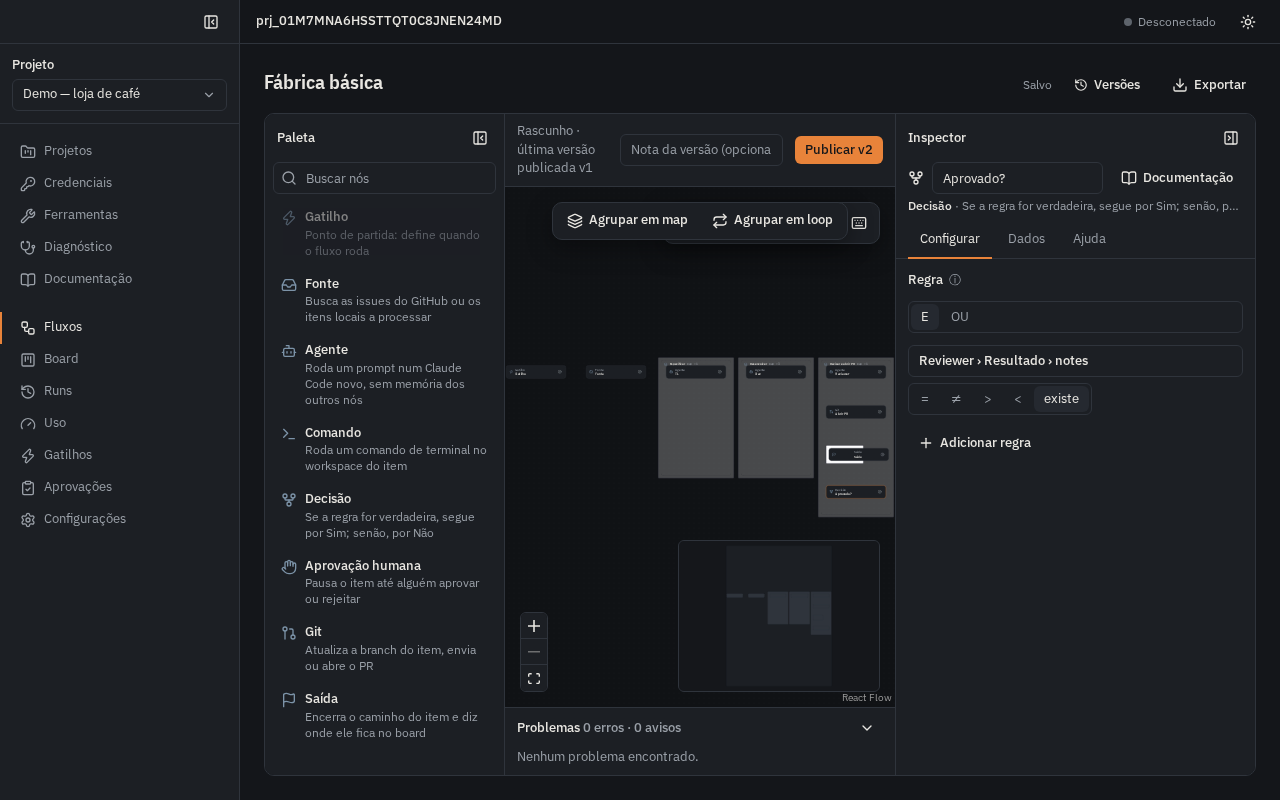 prj_01M7MNA6HSSTTQT0C8JNEN24MD
Desconectado
Projeto
Demo — loja de café
Projetos
Credenciais
Ferramentas
Diagnóstico
Documentação
Fluxos
Board
Runs
Uso
Gatilhos
Aprovações
Configurações
Fábrica básica
Salvo
Versões
Exportar
Paleta
Buscar nós
Gatilho
Ponto de partida: define quando
o fluxo roda
Fonte
Busca as issues do GitHub ou os
itens locais a processar
Agente
Roda um prompt num Claude
Code novo, sem memória dos
outros nós
Comando
Roda um comando de terminal no
workspace do item
Decisão
Se a regra for verdadeira, segue
por Sim; senão, por Não
Aprovação humana
Pausa o item até alguém aprovar
ou rejeitar
Git
Atualiza a branch do item, envia
ou abre o PR
Saída
Encerra o caminho do item e diz
onde ele fica no board
Rascunho ·
última versão
publicada v1
Nota da versão (opciona
Publicar v2
Agrupar em map
Agrupar em loop
React Flow
Problemas 0 erros · 0 avisos
Nenhum problema encontrado.
Inspector
Aprovado?
Documentação
Decisão · Se a regra for verdadeira, segue por Sim; senão, p…
Configurar
Dados
Ajuda
Regra
E
OU
Reviewer › Resultado › notes
= ≠ > < existe
Adicionar regra